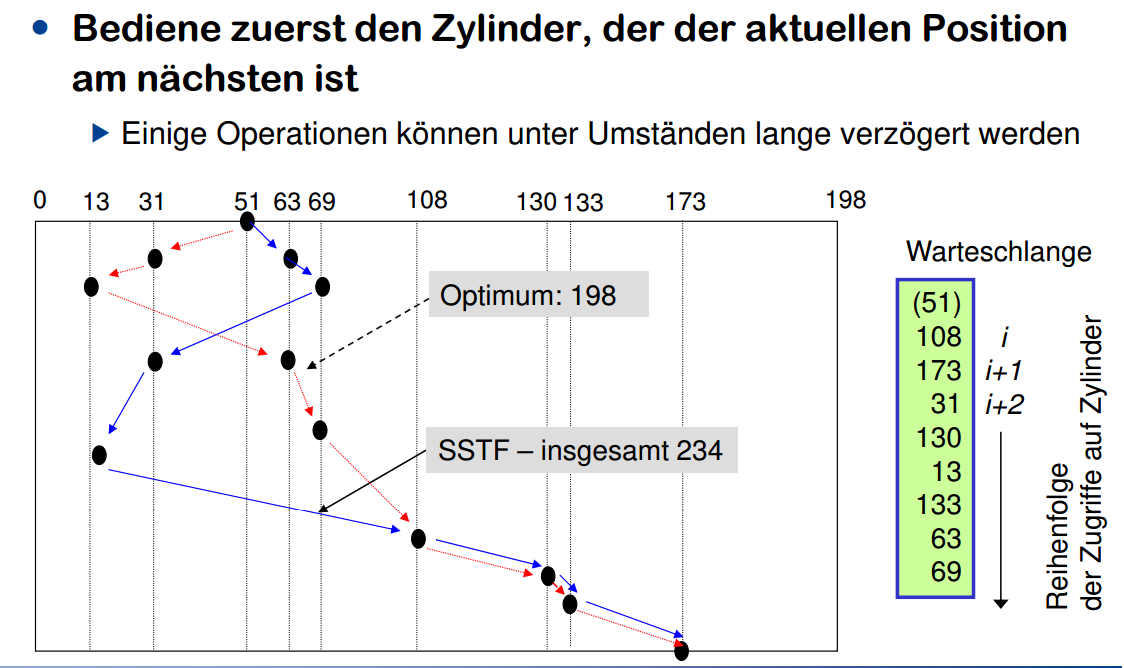 Bediene zuerst den Zylinder, der der aktuellen Position
am nächsten ist
Einige Operationen können unter Umständen lange verzögert werden
0 13 31 51 63 69 108 130 133 173 198
Optimum: 198
SSTF – insgesamt 234
Warteschlange
(51)
108 i
173 i+1
31 i+2
130
13
133
63
69
Reihenfolge
der Zugriffe auf Zylinder